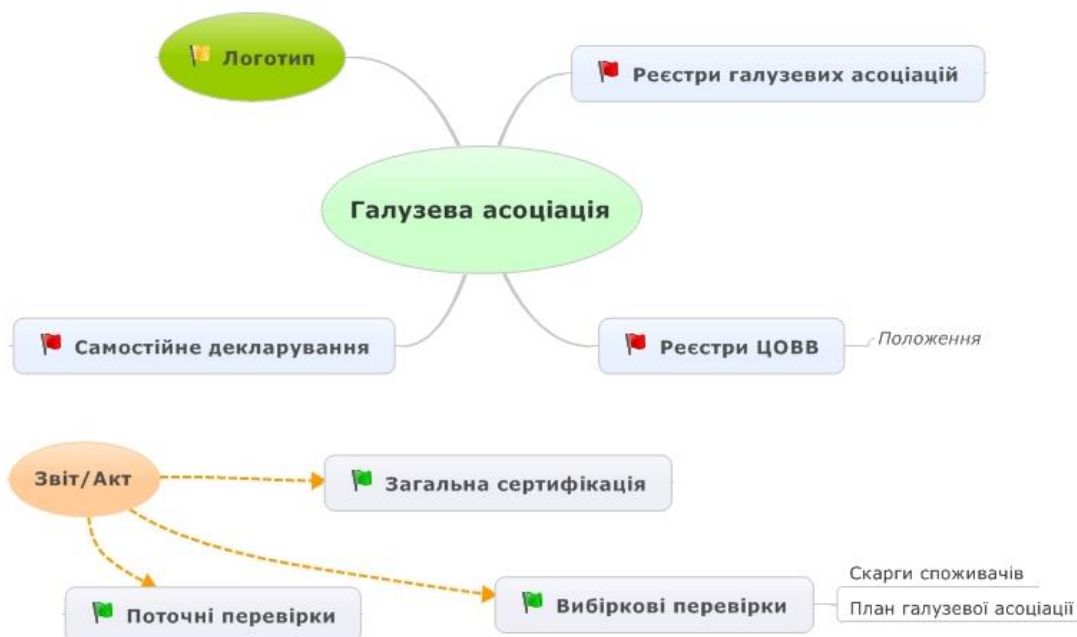 Логотип
Реєстри галузевих асоціацій
Галузева асоціація
Самостійне декларування
Реєстри ЦОВВ
Положення
Звіт/Акт
Загальна сертифікація
Поточні перевірки
Вибіркові перевірки
Скарги споживачів
План галузевої асоціації